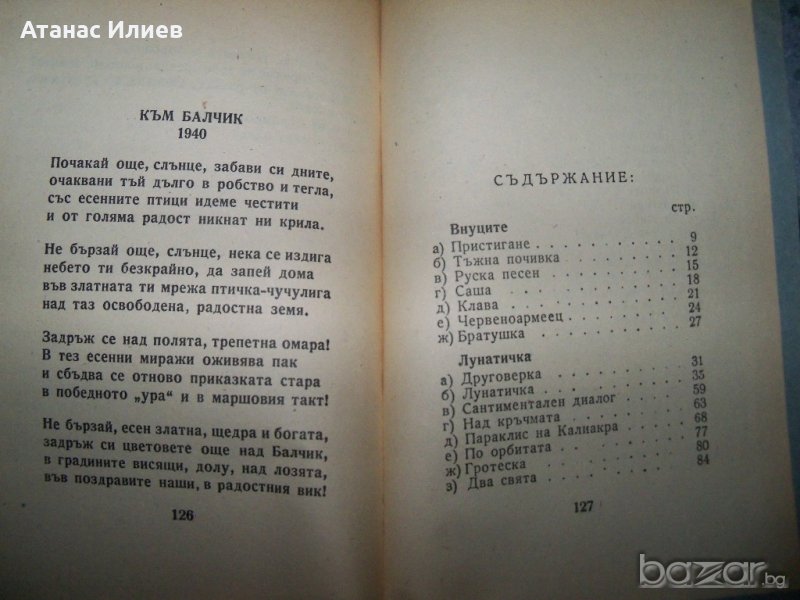 Атанас Илиев
КЪМ БАЛЧИК
1940
Почакай още, слънце, забави си дните,
очаквани тъй дълго в робство и тегла,
със есенните птици идеме честити
и от голяма радост никнат ни крила.
Не бързай още, слънце, нека се издига
небето ти безкрайно, да запей дома
във златната ти мрежа птичка-чучулига
над таз освободена, радостна земя.
Задръж се над полята, трепетна омара!
В тез есенни миражи оживява пак
и сбъдва се отново приказката стара
в победното „ура" и в маршовия такт!
Не бързай, есен златна, щедра и богата,
задръж си цветовете още над Балчик,
в градините висящи, долу, над лозята,
във поздравите наши, в радостния вик!
126
СЪДЪРЖАНИЕ:
стр.
Внуците
а) Пристигане . . . . . . . . . 9
б) Тъжна почивка . . . . . . . 12
в) Руска песен . . . . . . . . 15
г) Саша . . . . . . . . . . . 18
д) Клава . . . . . . . . . . . 21
е) Червеноармеец . . . . . . . 24
ж) Братушка . . . . . . . . . 27
Лунатичка
а) Друговерка . . . . . . . . . 31
б) Лунатичка . . . . . . . . . 35
в) Сантиментален диалог . . . . 59
г) Над кръчмата . . . . . . . . 63
д) Параклис на Калиакра . . . . 68
е) По орбитата . . . . . . . . 77
ж) Гротеска . . . . . . . . . . 80
з) Два свята . . . . . . . . . 84
127
bazar.bg